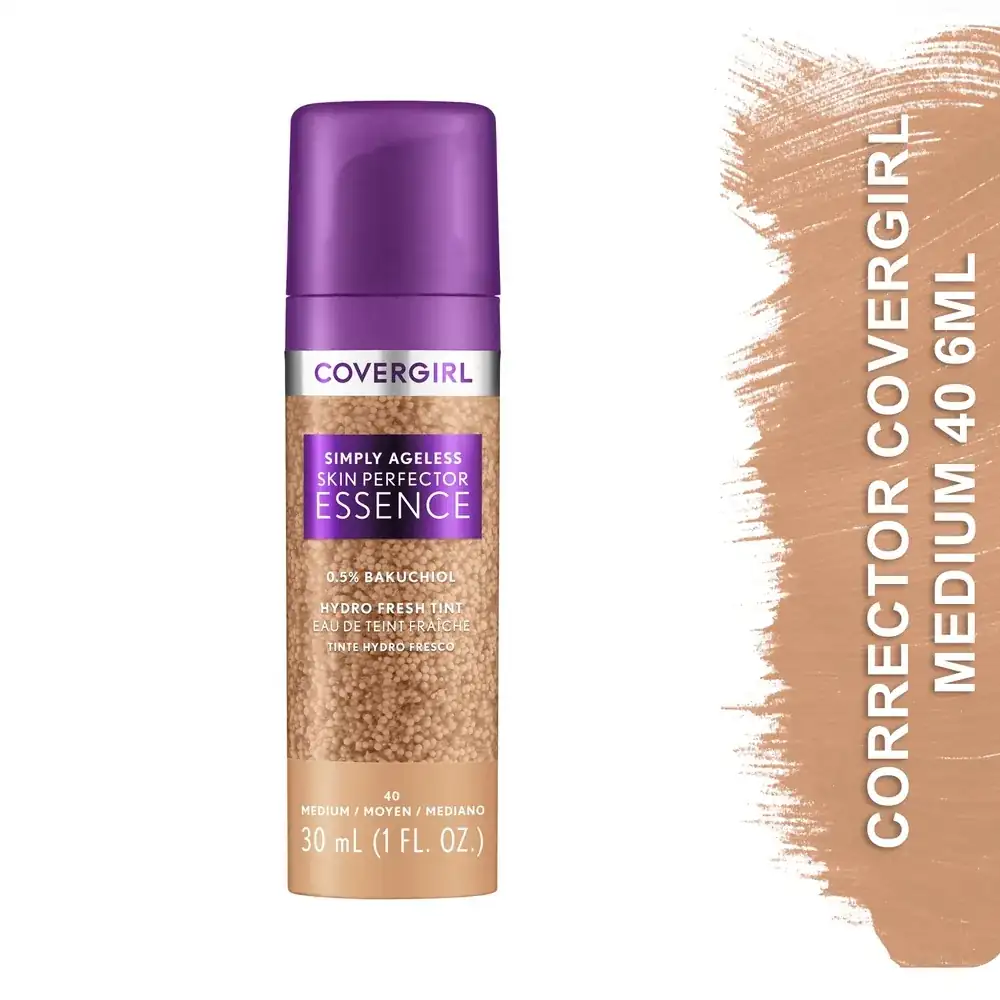 COVERGIRL
SIMPLY AGELESS
SKIN PERFECTOR
ESSENCE
0.5% BAKUCHIOL
HYDRO FRESH TINT
EAU DE TEINT FRAÎCHE
TINTE HYDRO FRESCO
40
MEDIUM / MOYEN / MEDIANO
30 mL (1 FL. OZ.)
CORRECTOR COVERGIRL
MEDIUM 40 6ML